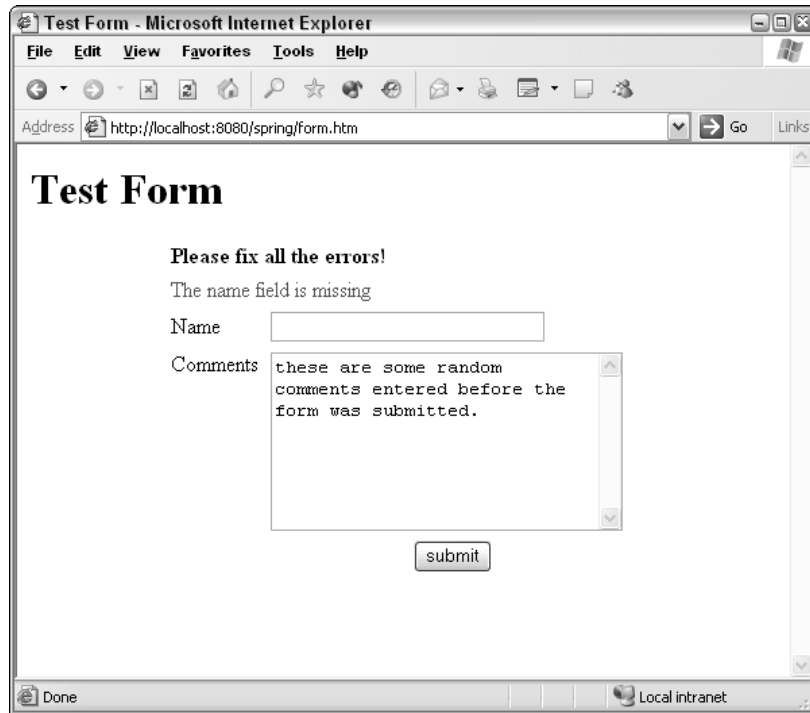 Test Form - Microsoft Internet Explorer
File Edit View Favorites Tools Help
Address http://localhost:8080/spring/form.htm Go Links
Test Form
Please fix all the errors!
The name field is missing
Name
Comments
these are some random
comments entered before the
form was submitted.
submit
Done Local intranet